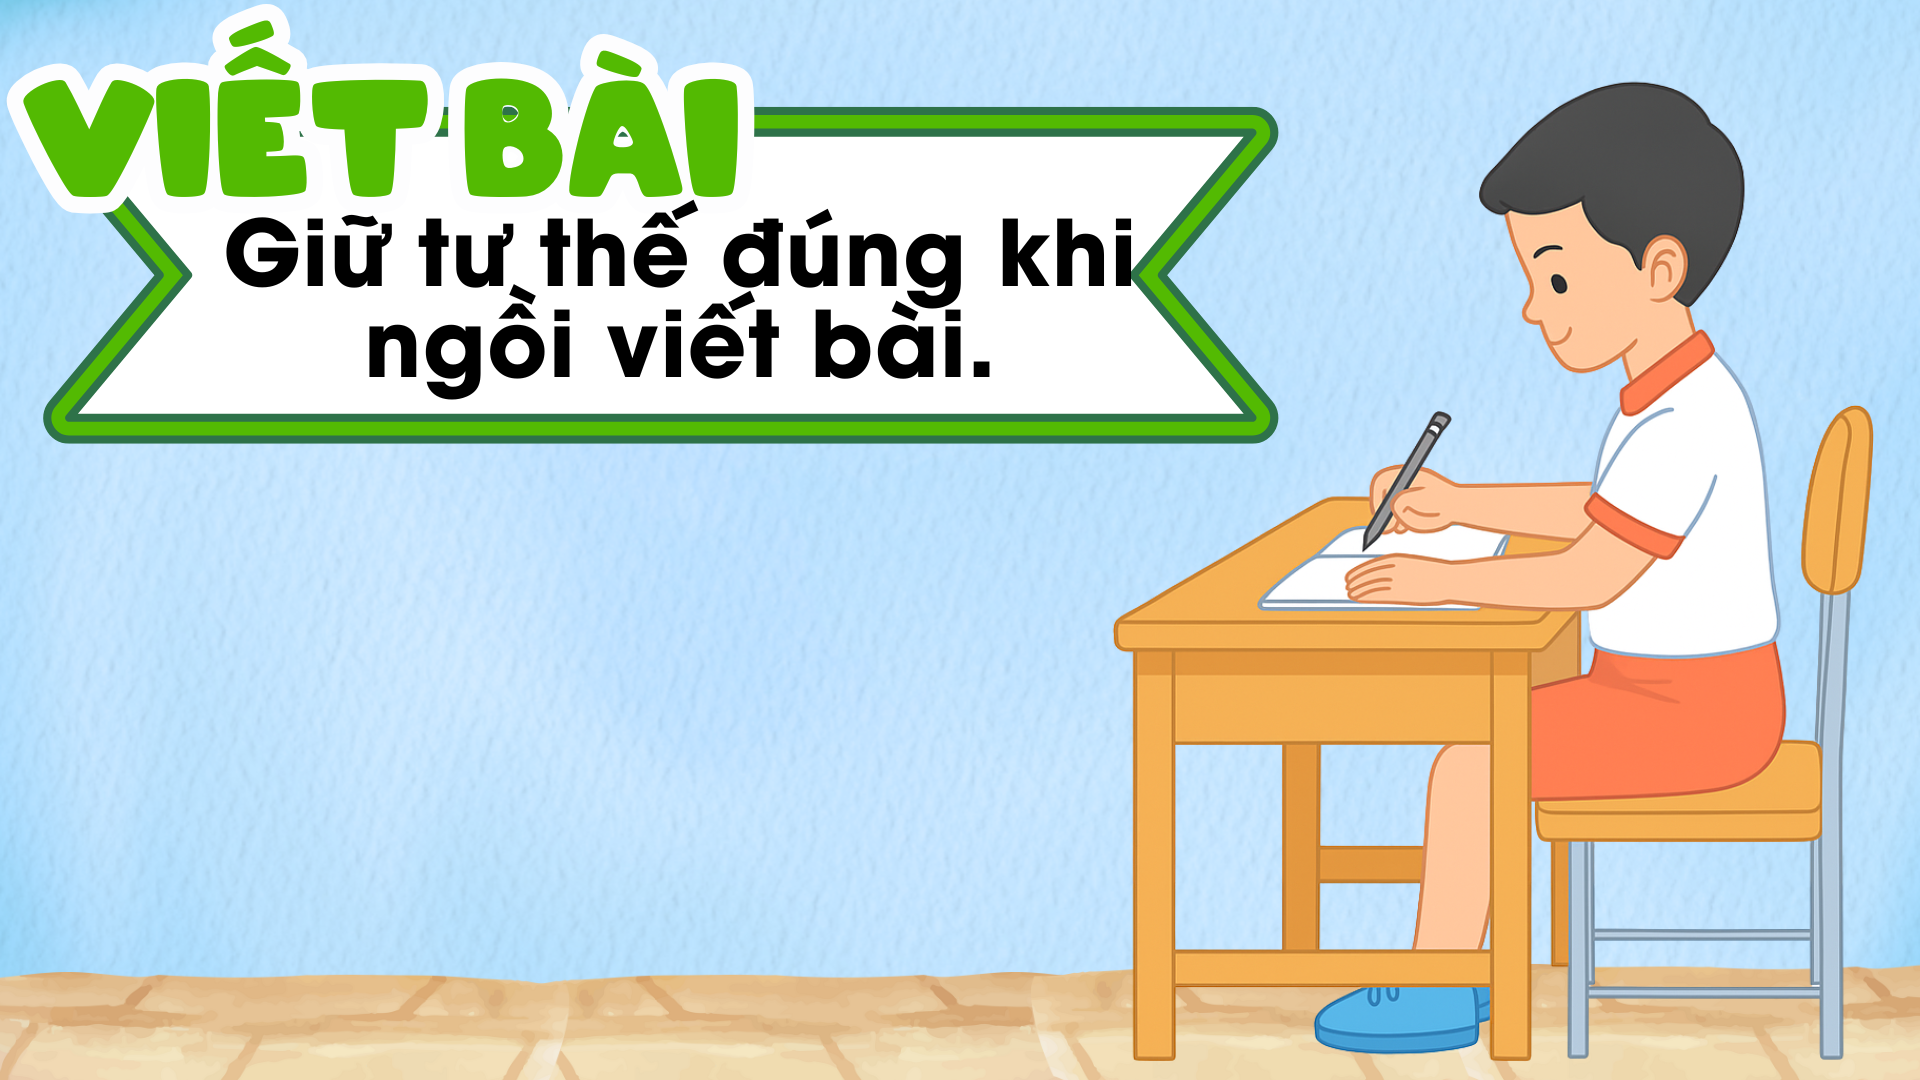 VIẾT BÀI
Giữ tư thế đúng khi
ngồi viết bài.